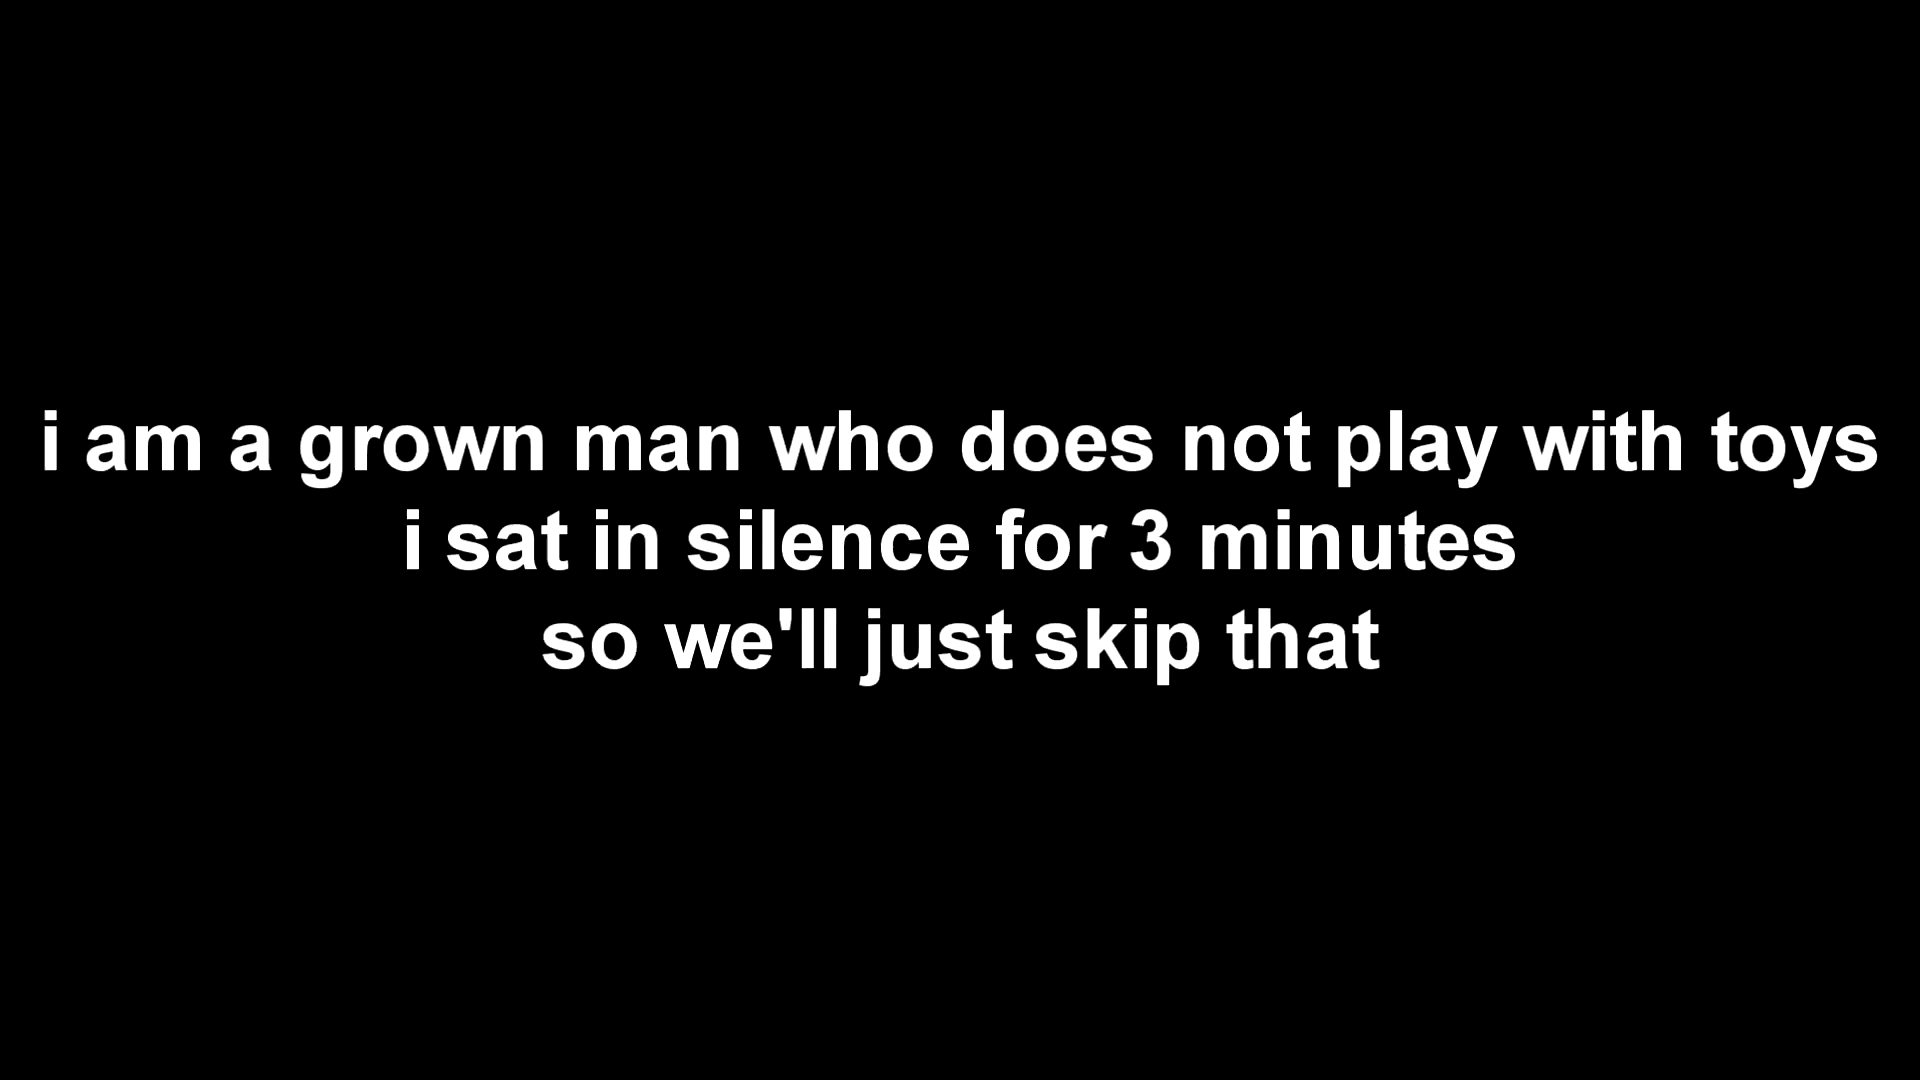 i am a grown man who does not play with toys
i sat in silence for 3 minutes
so we'll just skip that